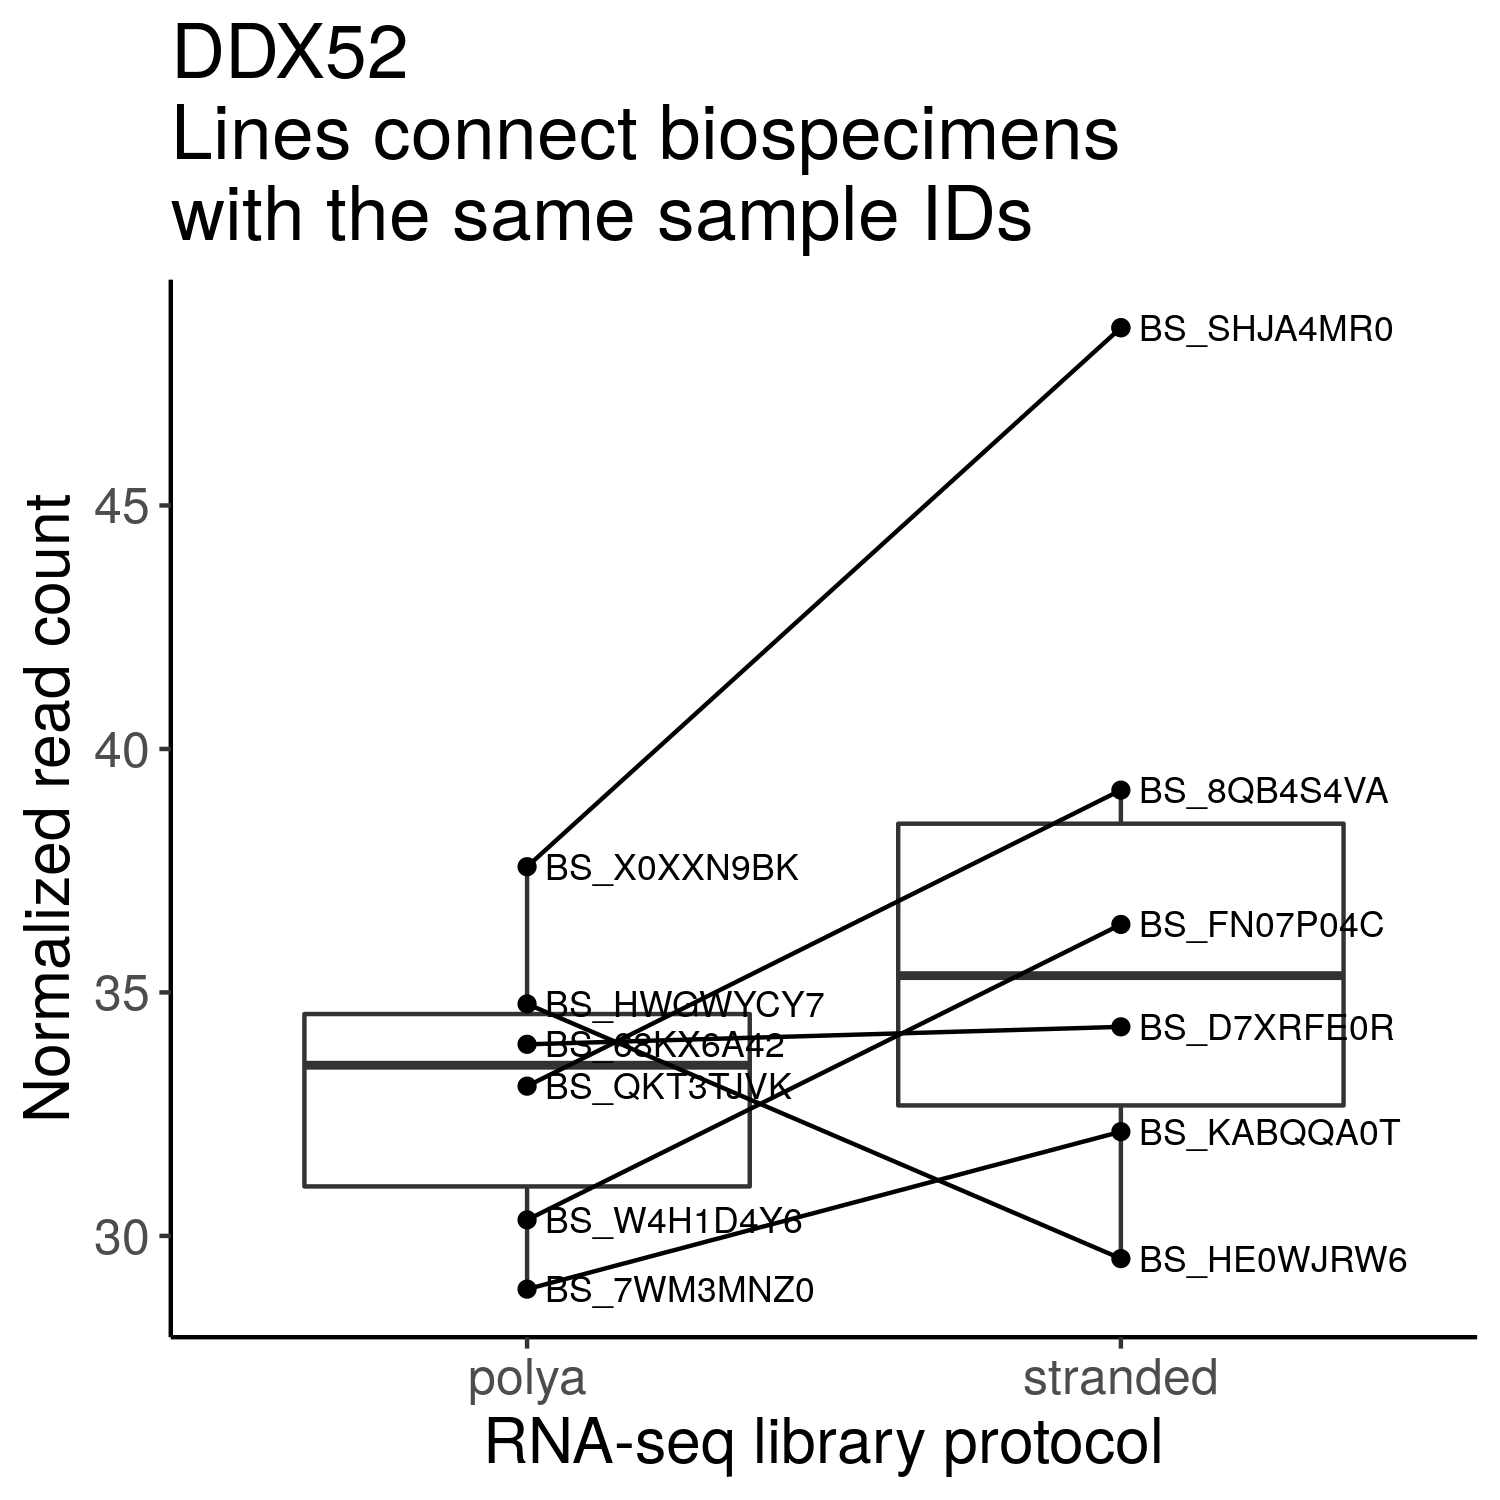 DDX52
Lines connect biospecimens
with the same sample IDs
Normalized read count
45
40
35
30
BS_SHJA4MR0
BS_8QB4S4VA
BS_X0XXN9BK
BS_FN07P04C
BS_HWGWYCY7
BS_D7XRFE0R
BS_68KX6A42
BS_QKT3TJVK
BS_KABQQA0T
BS_W4H1D4Y6
BS_HE0WJRW6
BS_7WM3MNZ0
polya
stranded
RNA-seq library protocol